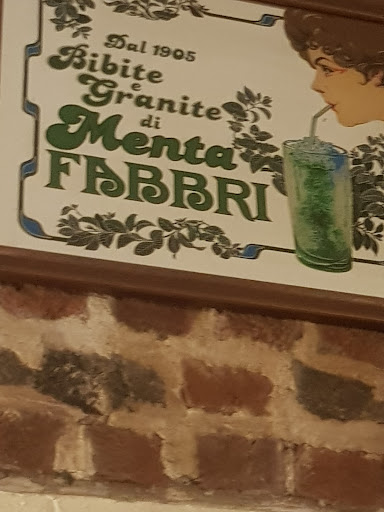 Dal 1905
Bibite
e
Granite
di
Menta
FABBRI